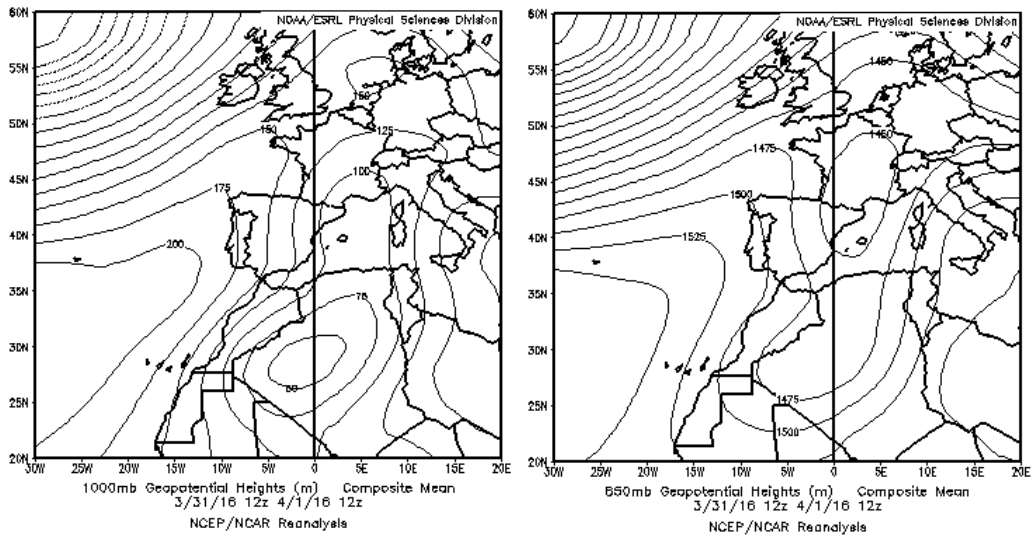 NOAA/ESRL Physical Sciences Division
60N
55N
50N
45N
40N
35N
30N
25N
20N
150
150
125
100
175
200
75
50
30W 25W 20W 15W 10W 5W 0 5E 10E 15E 20E
1000mb Geopotential Heights (m) Composite Mean
3/31/16 12z 4/1/16 12z
NCEP/NCAR Reanalysis
NOAA/ESRL Physical Sciences Division
60N
55N
50N
45N
40N
35N
30N
25N
20N
1450
1450
1475
1500
1525
1475
1500
30W 25W 20W 15W 10W 5W 0 5E 10E 15E 20E
850mb Geopotential Heights (m) Composite Mean
3/31/16 12z 4/1/16 12z
NCEP/NCAR Reanalysis